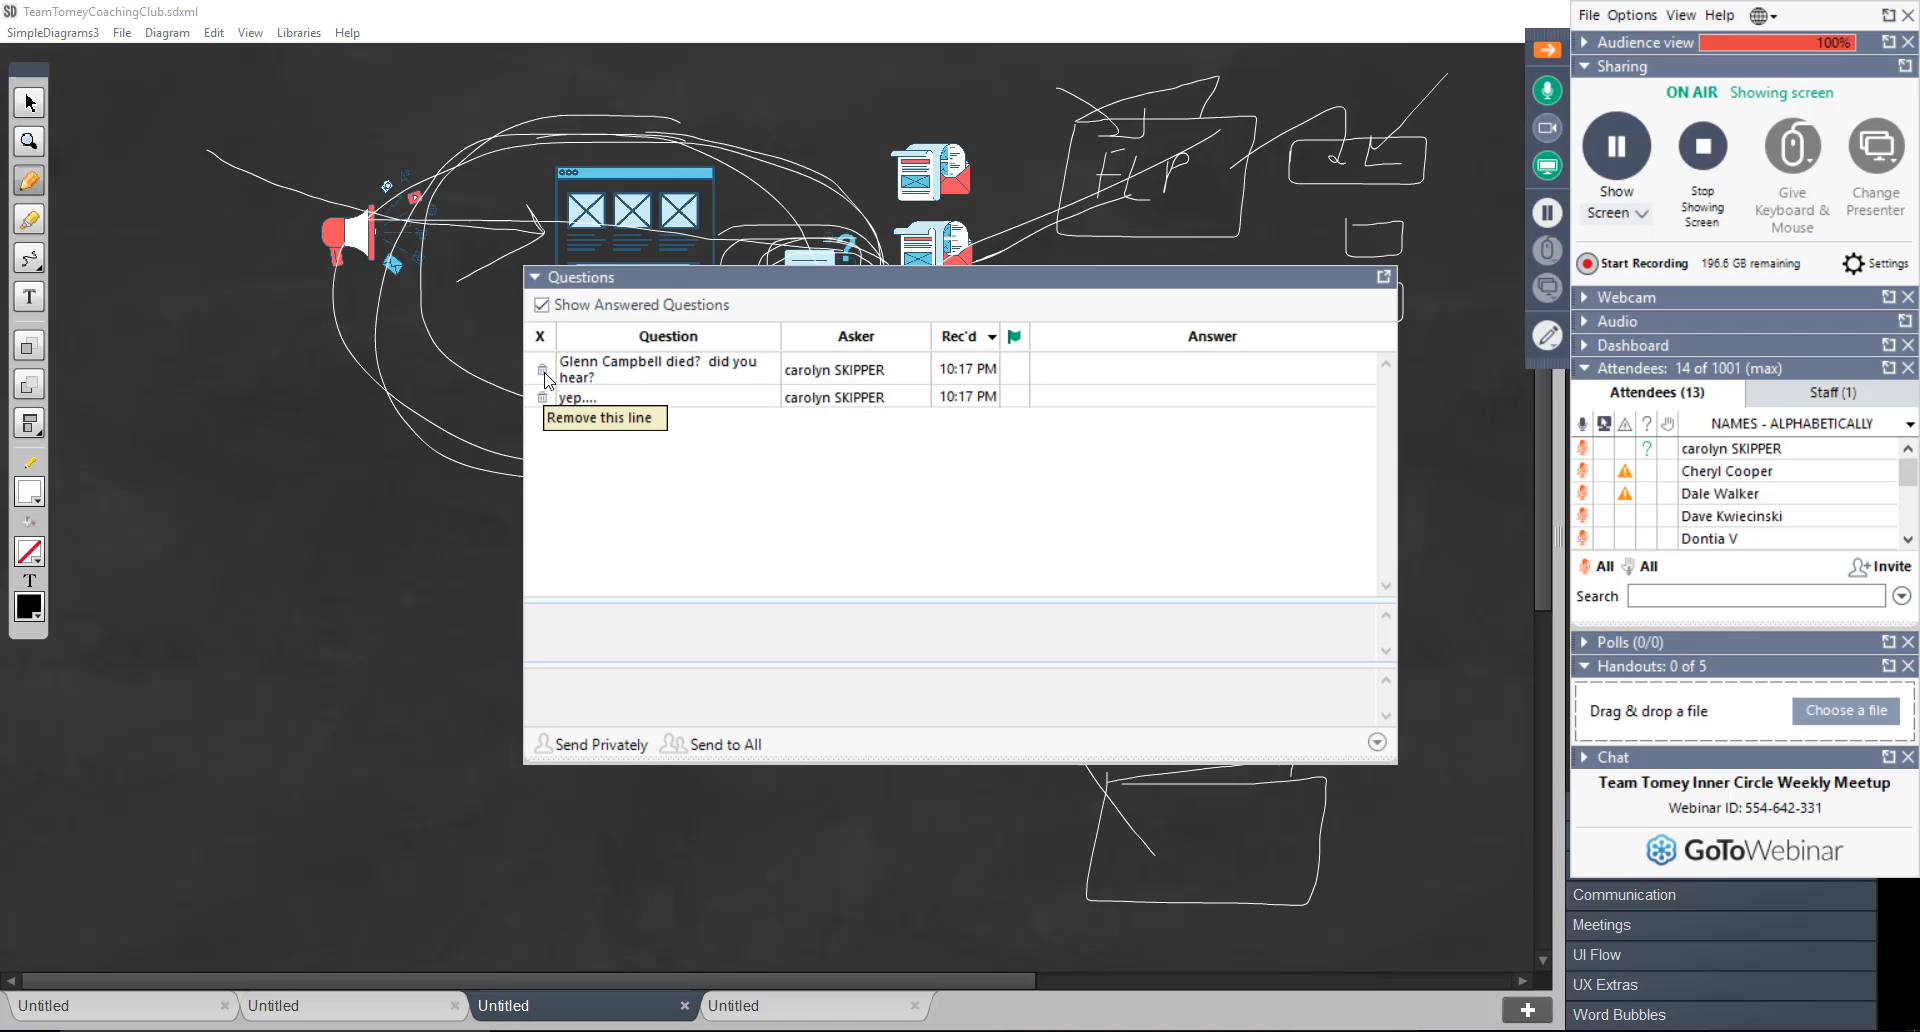 SD TeamTomeyCoachingClub.sdxml
SimpleDiagrams3 File Diagram Edit View Libraries Help
File Options View Help
Audience view 100%
Sharing
ON AIR Showing screen
Show
Screen
Stop
Showing
Screen
Give
Keyboard &
Mouse
Change
Presenter
Start Recording 196.6 GB remaining Settings
Webcam
Audio
Dashboard
Attendees: 14 of 1001 (max)
Attendees (13) Staff (1)
? NAMES - ALPHABETICALLY
? carolyn SKIPPER
Cheryl Cooper
Dale Walker
Dave Kwiecinski
Dontia V
All All Invite
Search
Polls (0/0)
Handouts: 0 of 5
Drag & drop a file Choose a file
Chat
Team Tomey Inner Circle Weekly Meetup
Webinar ID: 554-642-331
GoToWebinar
Communication
Meetings
UI Flow
UX Extras
Word Bubbles
FLP
T
T
Questions
Show Answered Questions
X Question Asker Rec'd Answer
Glenn Campbell died? did you
hear? carolyn SKIPPER 10:17 PM
yep.... carolyn SKIPPER 10:17 PM
Remove this line
Send Privately Send to All
Untitled Untitled Untitled Untitled